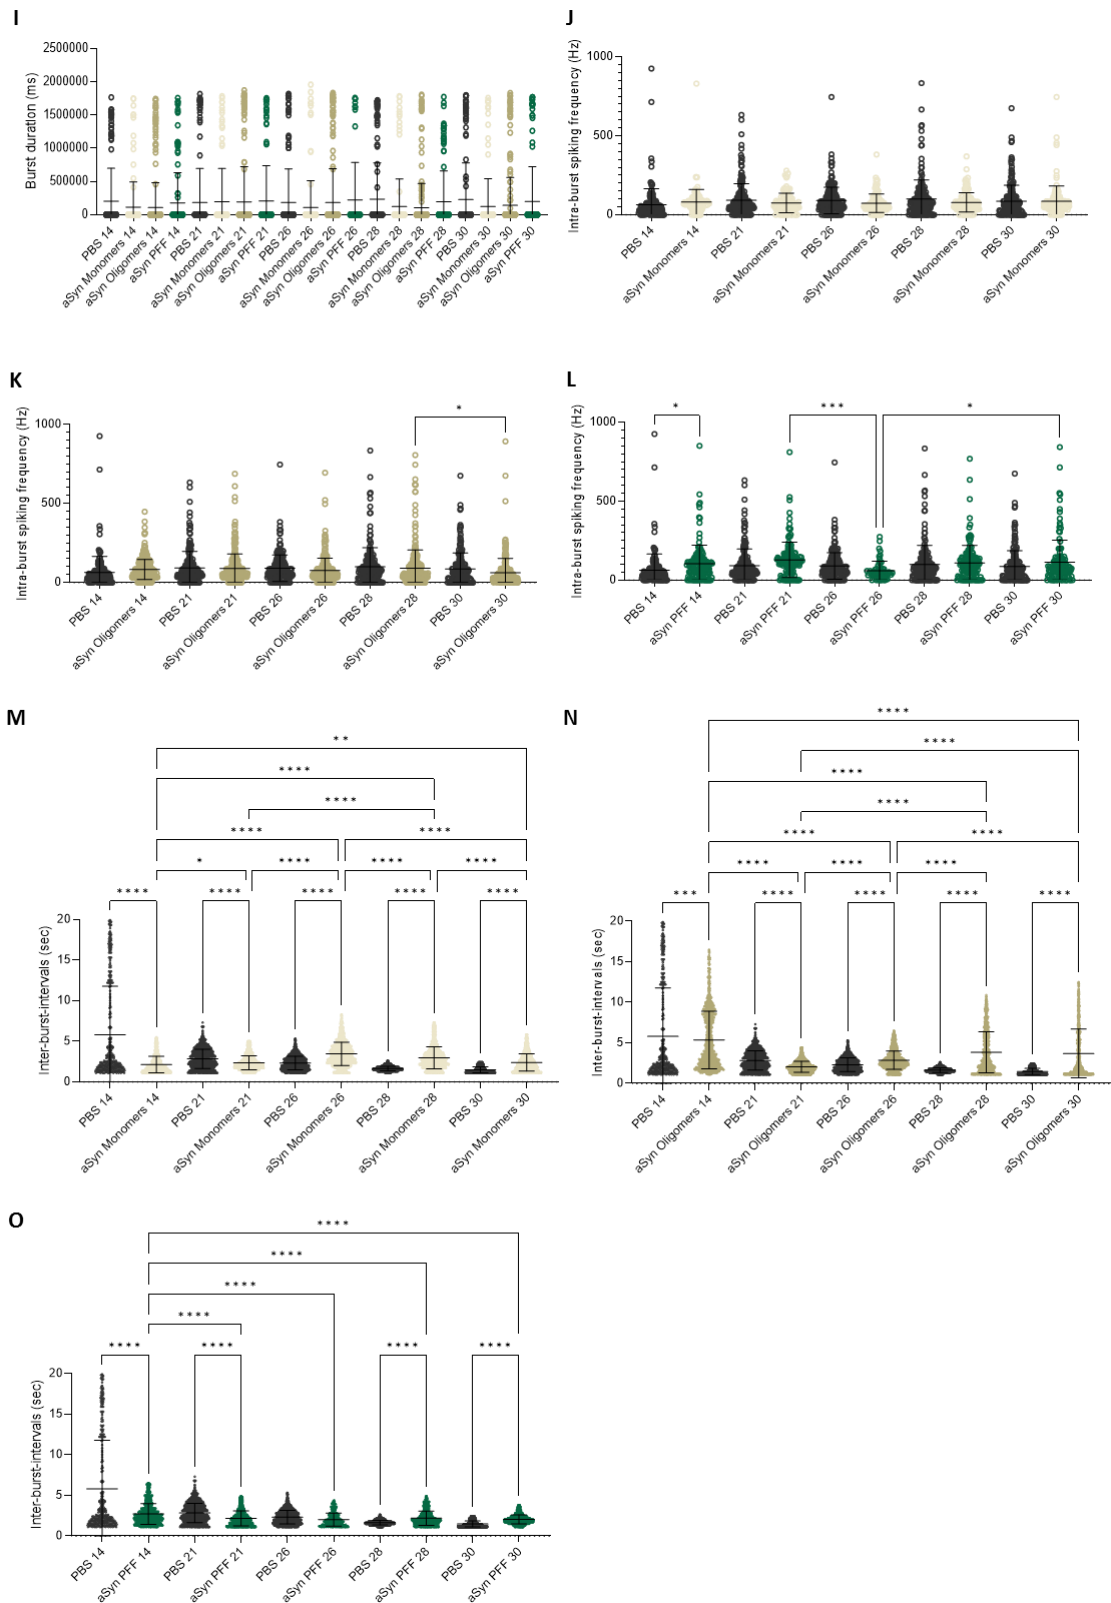 I
Burst duration (ms)
2500000
2000000
1500000
1000000
500000
0
PBS 14
aSyn Monomers 14
aSyn Oligomers 14
aSyn PFF 14
PBS 21
aSyn Monomers 21
aSyn Oligomers 21
aSyn PFF 21
PBS 26
aSyn Monomers 26
aSyn Oligomers 26
aSyn PFF 26
PBS 28
aSyn Monomers 28
aSyn Oligomers 28
aSyn PFF 28
PBS 30
aSyn Monomers 30
aSyn Oligomers 30
aSyn PFF 30
J
Intra-burst spiking frequency (Hz)
1000
500
0
PBS 14
aSyn Monomers 14
PBS 21
aSyn Monomers 21
PBS 26
aSyn Monomers 26
PBS 28
aSyn Monomers 28
PBS 30
aSyn Monomers 30
K
Intra-burst spiking frequency (Hz)
1000
500
0
*
PBS 14
aSyn Oligomers 14
PBS 21
aSyn Oligomers 21
PBS 26
aSyn Oligomers 26
PBS 28
aSyn Oligomers 28
PBS 30
aSyn Oligomers 30
L
Intra-burst spiking frequency (Hz)
1000
500
0
* *** *
PBS 14
aSyn PFF 14
PBS 21
aSyn PFF 21
PBS 26
aSyn PFF 26
PBS 28
aSyn PFF 28
PBS 30
aSyn PFF 30
M
**
****
****
**** ****
* **** **** ****
**** **** **** **** ****
Inter-burst-intervals (sec)
20
15
10
5
0
PBS 14
aSyn Monomers 14
PBS 21
aSyn Monomers 21
PBS 26
aSyn Monomers 26
PBS 28
aSyn Monomers 28
PBS 30
aSyn Monomers 30
N
****
****
****
****
**** ****
**** **** ****
*** **** **** **** ****
Inter-burst-intervals (sec)
20
15
10
5
0
PBS 14
aSyn Oligomers 14
PBS 21
aSyn Oligomers 21
PBS 26
aSyn Oligomers 26
PBS 28
aSyn Oligomers 28
PBS 30
aSyn Oligomers 30
O
****
****
****
****
**** **** **** ****
Inter-burst-intervals (sec)
20
15
10
5
0
PBS 14
aSyn PFF 14
PBS 21
aSyn PFF 21
PBS 26
aSyn PFF 26
PBS 28
aSyn PFF 28
PBS 30
aSyn PFF 30